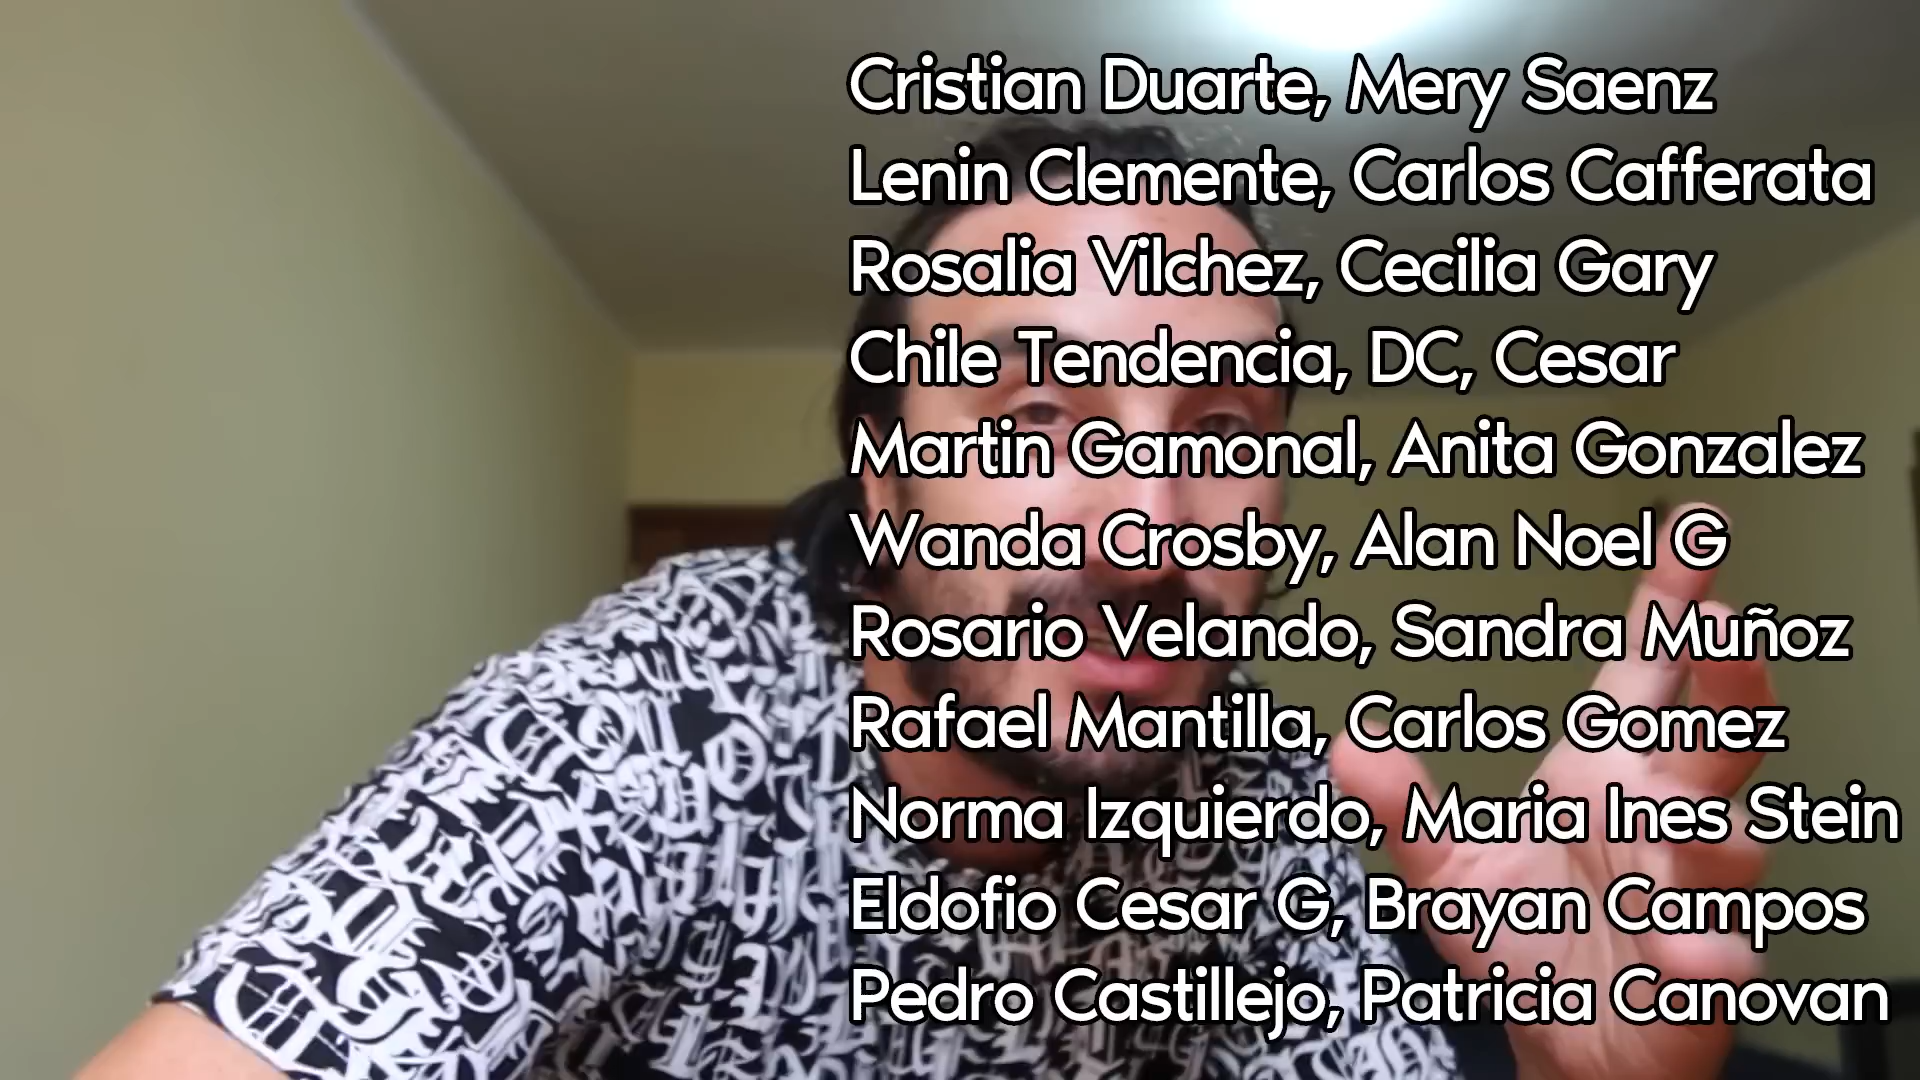 Cristian Duarte, Mery Saenz
Lenin Clemente, Carlos Cafferata
Rosalia Vilchez, Cecilia Gary
Chile Tendencia, DC, Cesar
Martin Gamonal, Anita Gonzalez
Wanda Crosby, Alan Noel G
Rosario Velando, Sandra Muñoz
Rafael Mantilla, Carlos Gomez
Norma Izquierdo, Maria Ines Stein
Eldofio Cesar G, Brayan Campos
Pedro Castillejo, Patricia Canovan